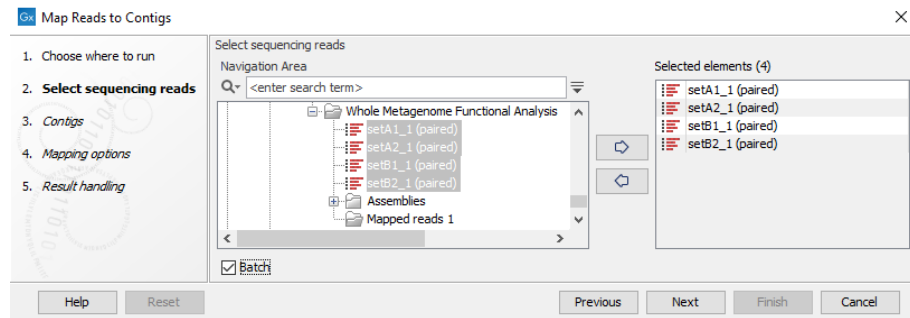 Gx Map Reads to Contigs
1. Choose where to run
2. Select sequencing reads
3. Contigs
4. Mapping options
5. Result handling
Select sequencing reads
Navigation Area
<enter search term>
Whole Metagenome Functional Analysis
setA1_1 (paired)
setA2_1 (paired)
setB1_1 (paired)
setB2_1 (paired)
Assemblies
Mapped reads 1
Batch
Selected elements (4)
setA1_1 (paired)
setA2_1 (paired)
setB1_1 (paired)
setB2_1 (paired)
Help Reset Previous Next Finish Cancel